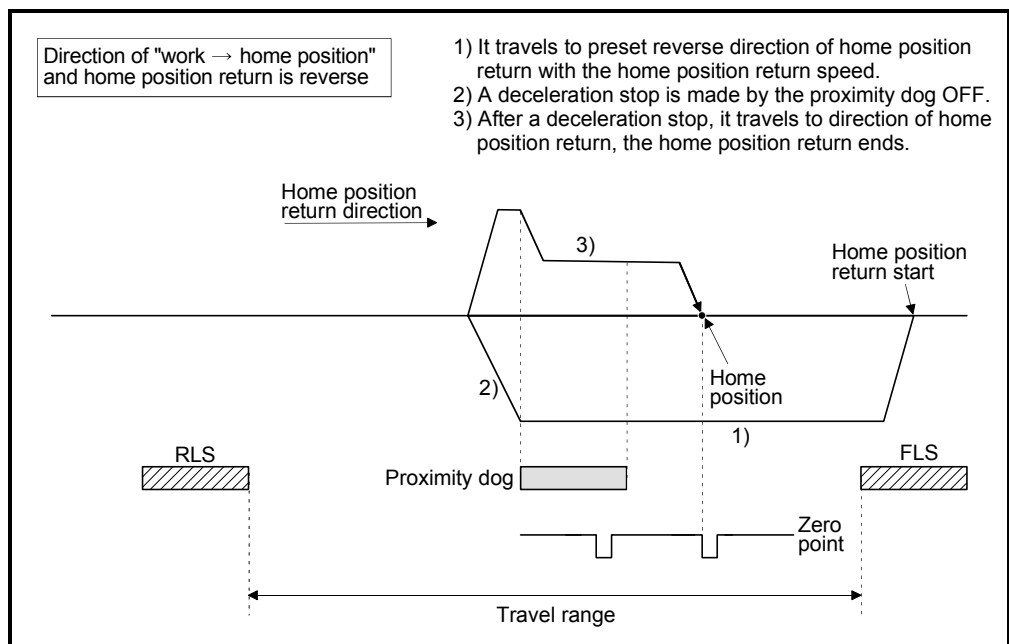 Direction of "work → home position"
and home position return is reverse
1) It travels to preset reverse direction of home position
return with the home position return speed.
2) A deceleration stop is made by the proximity dog OFF.
3) After a deceleration stop, it travels to direction of home
position return, the home position return ends.
Home position
return direction
3)
Home position
return start
2)
Home
position
1)
RLS
Proximity dog
FLS
Zero
point
Travel range